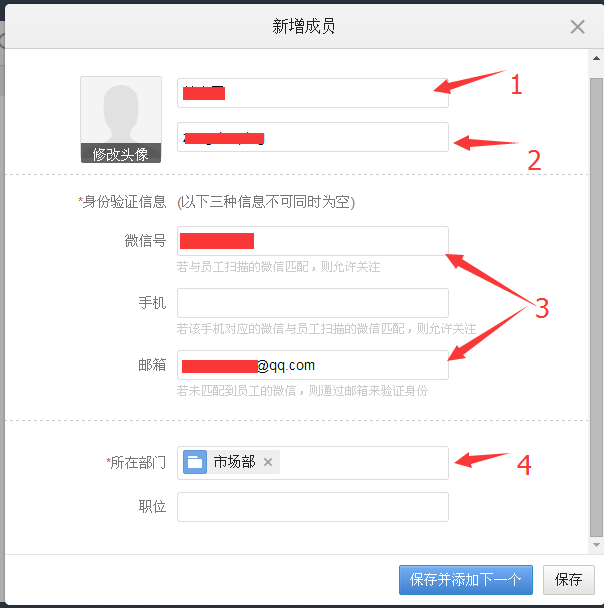 新增成员
1
2
修改头像
*身份验证信息 (以下三种信息不可同时为空)
微信号
若与员工扫描的微信匹配，则允许关注
手机
3
若该手机对应的微信与员工扫描的微信匹配，则允许关注
邮箱 @qq.com
若未匹配到员工的微信，则通过邮箱来验证身份
*所在部门 市场部 ×
4
职位
保存并添加下一个 保存